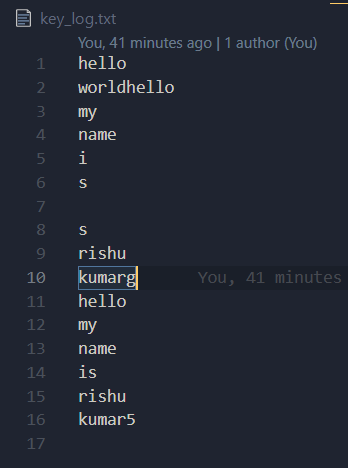 key_log.txt
You, 41 minutes ago | 1 author (You)
1 hello
2 worldhello
3 my
4 name
5 i
6 s
7
8 s
9 rishu
10 kumarg You, 41 minutes
11 hello
12 my
13 name
14 is
15 rishu
16 kumar5
17